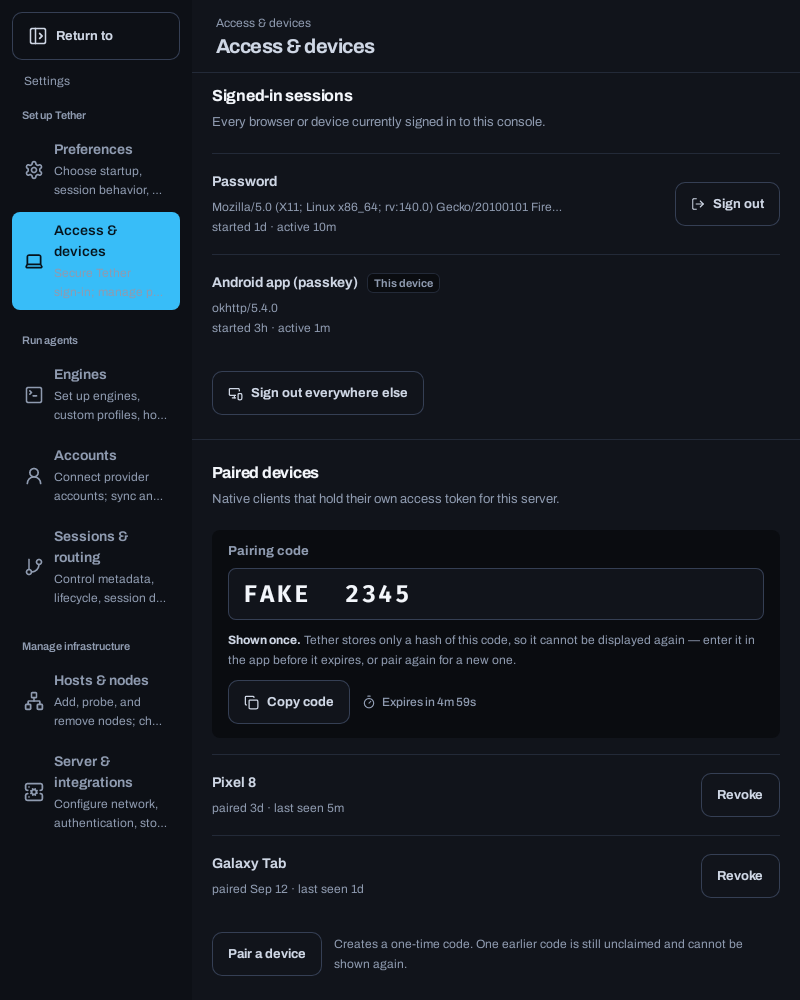 Return to
Settings
Set up Tether
Preferences
Choose startup,
session behavior, ...
Access &
devices
Run agents
Engines
Set up engines,
custom profiles, ho...
Accounts
Connect provider
accounts; sync an...
Sessions &
routing
Control metadata,
lifecycle, session d...
Manage infrastructure
Hosts & nodes
Add, probe, and
remove nodes; ch...
Server &
integrations
Configure network,
authentication, sto...
Access & devices
Access & devices
Signed-in sessions
Every browser or device currently signed in to this console.
Password
Mozilla/5.0 (X11; Linux x86_64; rv:140.0) Gecko/20100101 Fire...
started 1d · active 10m
Sign out
Android app (passkey) This device
okhttp/5.4.0
started 3h · active 1m
Sign out everywhere else
Paired devices
Native clients that hold their own access token for this server.
Pairing code
FAKE 2345
Shown once. Tether stores only a hash of this code, so it cannot be displayed again — enter it in
the app before it expires, or pair again for a new one.
Copy code Expires in 4m 59s
Pixel 8
paired 3d · last seen 5m
Revoke
Galaxy Tab
paired Sep 12 · last seen 1d
Revoke
Pair a device
Creates a one-time code. One earlier code is still unclaimed and cannot be
shown again.